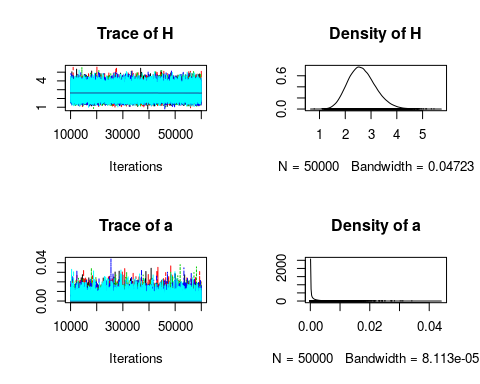 Trace of H
4
1
10000 30000 50000
Iterations
Density of H
0.6
0.0
1 2 3 4 5
N = 50000 Bandwidth = 0.04723
Trace of a
0.04
0.00
10000 30000 50000
Iterations
Density of a
2000
0
0.00 0.02 0.04
N = 50000 Bandwidth = 8.113e-05